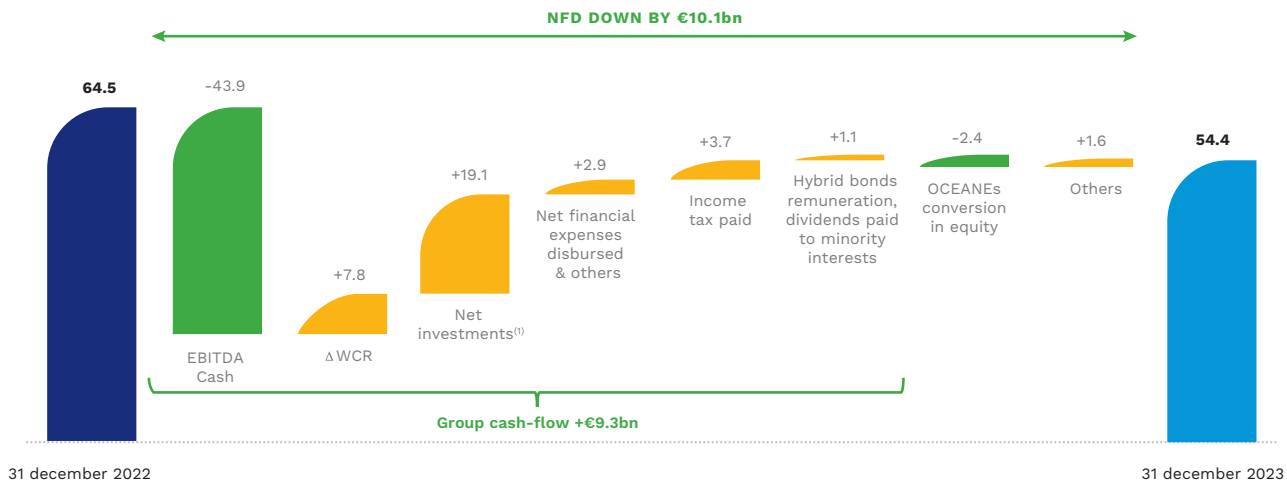 NFD DOWN BY €10.1bn
64.5
-43.9
+7.8
+19.1
+2.9
+3.7
+1.1
-2.4
+1.6
54.4
EBITDA
Cash
Δ WCR
Net
investments(1)
Net financial
expenses
disbursed
& others
Income
tax paid
Hybrid bonds
remuneration,
dividends paid
to minority
interests
OCEANEs
conversion
in equity
Others
Group cash-flow +€9.3bn
31 december 2022
31 december 2023